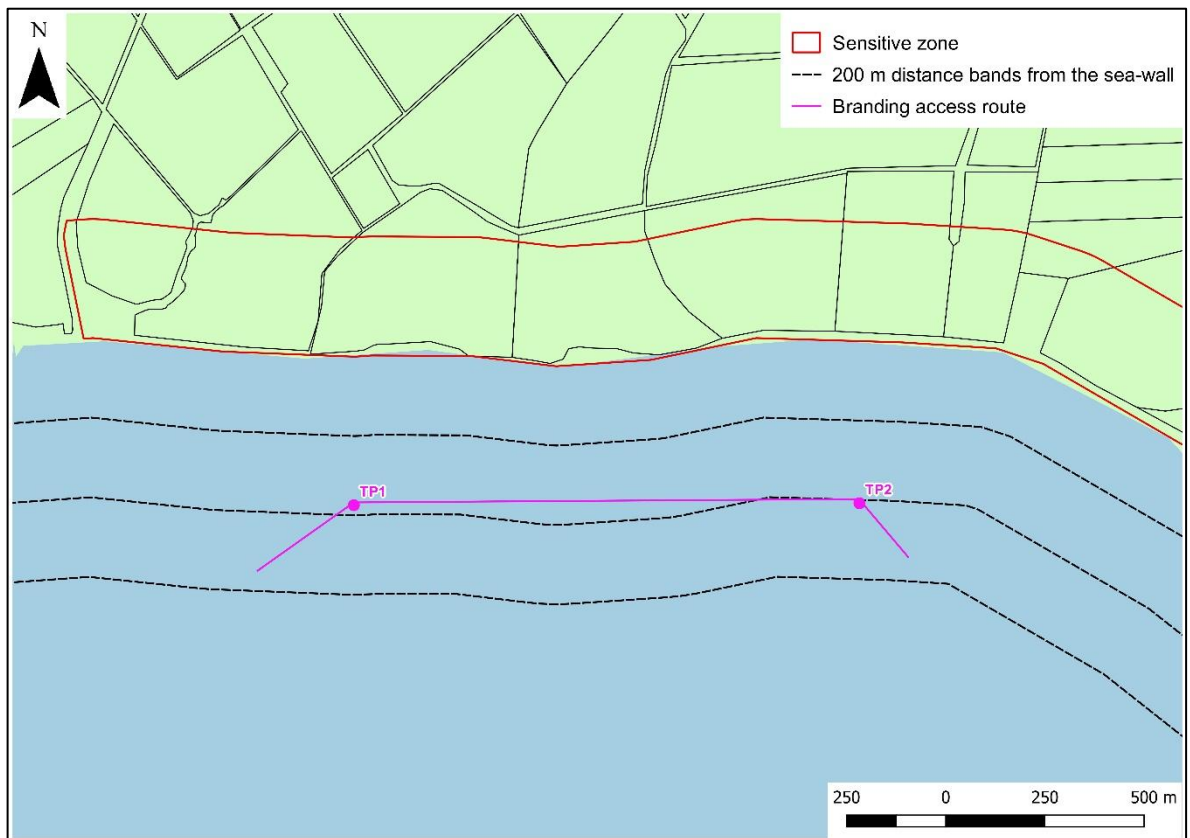 N
Sensitive zone
200 m distance bands from the sea-wall
Branding access route
TP1
TP2
250 0 250 500 m